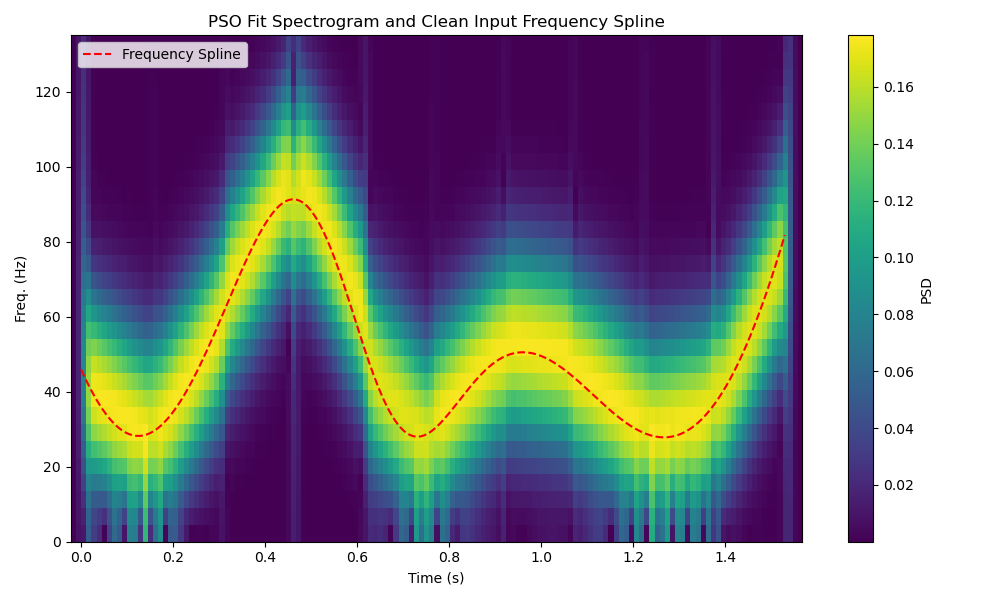 PSO Fit Spectrogram and Clean Input Frequency Spline
Frequency Spline
Freq. (Hz)
120
100
80
60
40
20
0
0.0 0.2 0.4 0.6 0.8 1.0 1.2 1.4
Time (s)
0.16
0.14
0.12
0.10
0.08
0.06
0.04
0.02
PSD